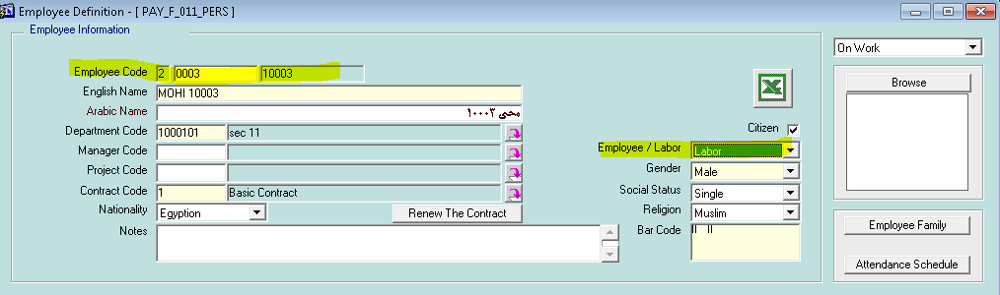 Employee Definition - [ PAY_F_011_PERS ]
Employee Information
On Work
Employee Code 2 0003 10003
English Name MOHI 10003
Browse
Arabic Name محى ١٠٠٠٣
Citizen
Department Code 1000101 sec 11
Employee / Labor Labor
Manager Code
Gender Male
Project Code
Social Status Single
Contract Code 1 Basic Contract
Religion Muslim
Nationality Egyption Renew The Contract
Notes
Bar Code
Employee Family
Attendance Schedule